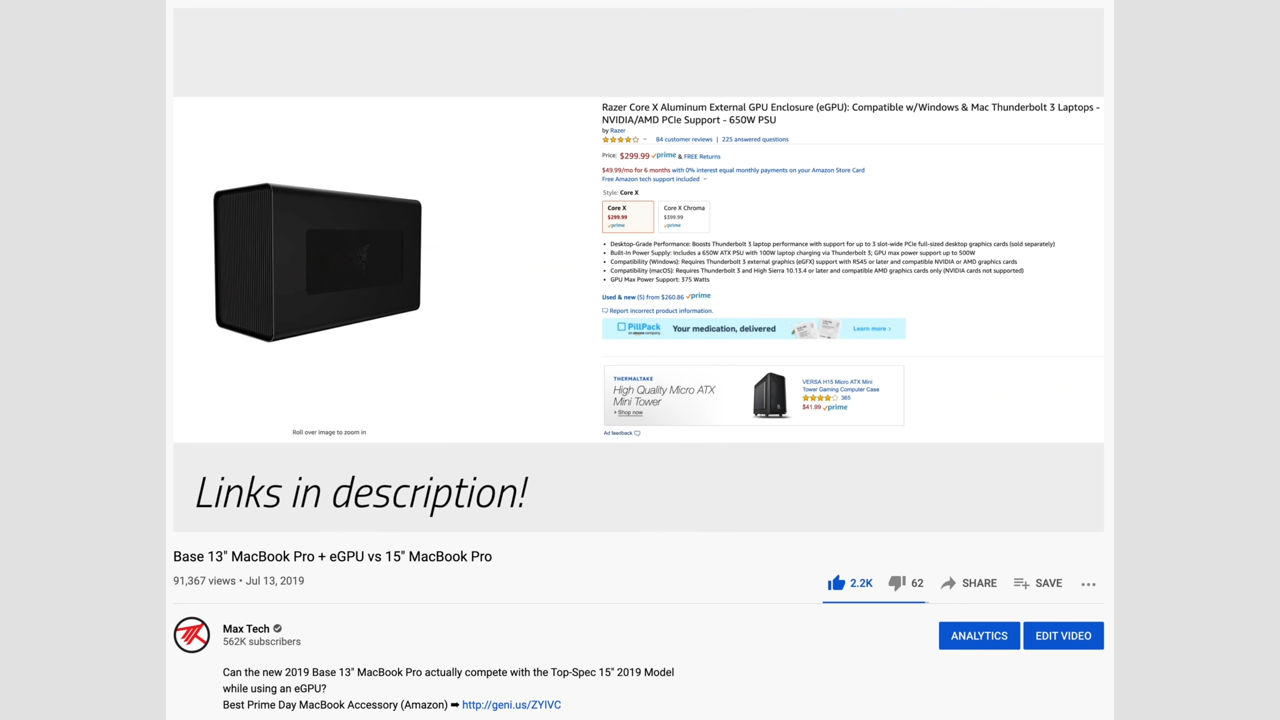 Razer Core X Aluminum External GPU Enclosure (eGPU): Compatible w/Windows & Mac Thunderbolt 3 Laptops -
NVIDIA/AMD PCIe Support - 650W PSU
by Razer
84 customer reviews | 225 answered questions
Price: $299.99 prime & FREE Returns
$49.99/mo for 6 months with 0% interest equal monthly payments on your Amazon Store Card
Free Amazon tech support included
Style: Core X
Core X Core X Chroma
$299.99 $399.99
prime prime
• Desktop-Grade Performance: Boosts Thunderbolt 3 laptop performance with support for up to 3 slot-wide PCIe full-sized desktop graphics cards (sold separately)
• Built-In Power Supply: Includes a 650W ATX PSU with 100W laptop charging via Thunderbolt 3; GPU max power support up to 500W
• Compatibility (Windows): Requires Thunderbolt 3 external graphics (eGFX) support with RS45 or later and compatible NVIDIA or AMD graphics cards
• Compatibility (macOS): Requires Thunderbolt 3 and High Sierra 10.13.4 or later and compatible AMD graphics cards only (NVIDIA cards not supported)
• GPU Max Power Support: 375 Watts
Used & new (5) from $260.86 prime
Report incorrect product information.
PillPack Your medication, delivered Learn more ›
an amazon company
THERMALTAKE
High Quality Micro ATX
Mini Tower
› Shop now
VERSA H15 Micro ATX Mini
Tower Gaming Computer Case
365
$41.99 prime
Roll over image to zoom in
Ad feedback
Links in description!
Base 13" MacBook Pro + eGPU vs 15" MacBook Pro
91,367 views • Jul 13, 2019
2.2K 62 SHARE SAVE
Max Tech
562K subscribers
ANALYTICS EDIT VIDEO
Can the new 2019 Base 13" MacBook Pro actually compete with the Top-Spec 15" 2019 Model
while using an eGPU?
Best Prime Day MacBook Accessory (Amazon) ➡ http://geni.us/ZYIVC